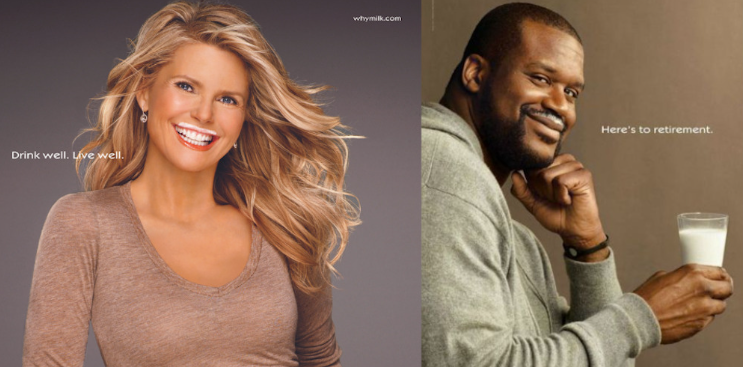 whymilk.com
Drink well. Live well.
Here's to retirement.